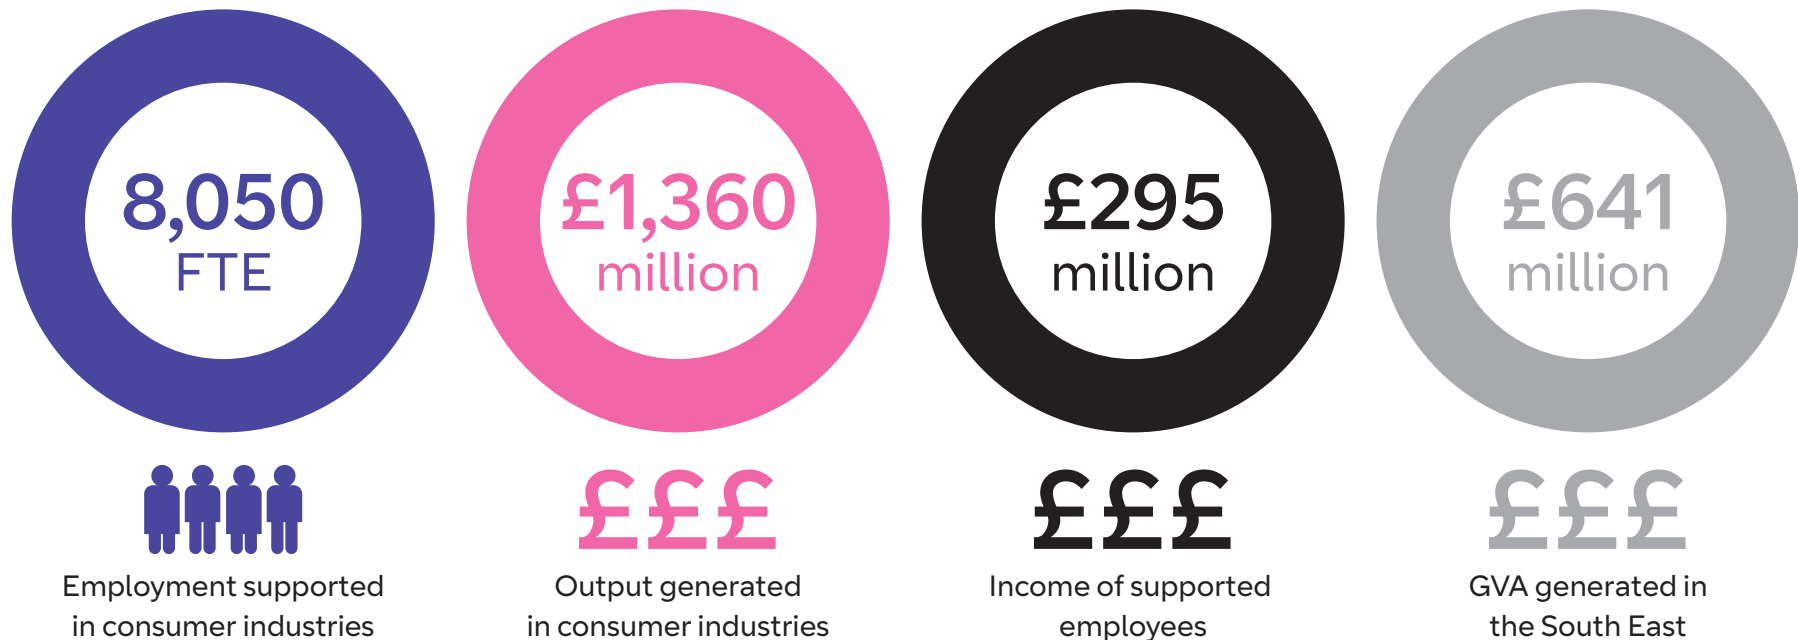 8,050
FTE
£1,360
million
£295
million
£641
million
£££
£££
£££
Employment supported
in consumer industries
Output generated
in consumer industries
Income of supported
employees
GVA generated in
the South East